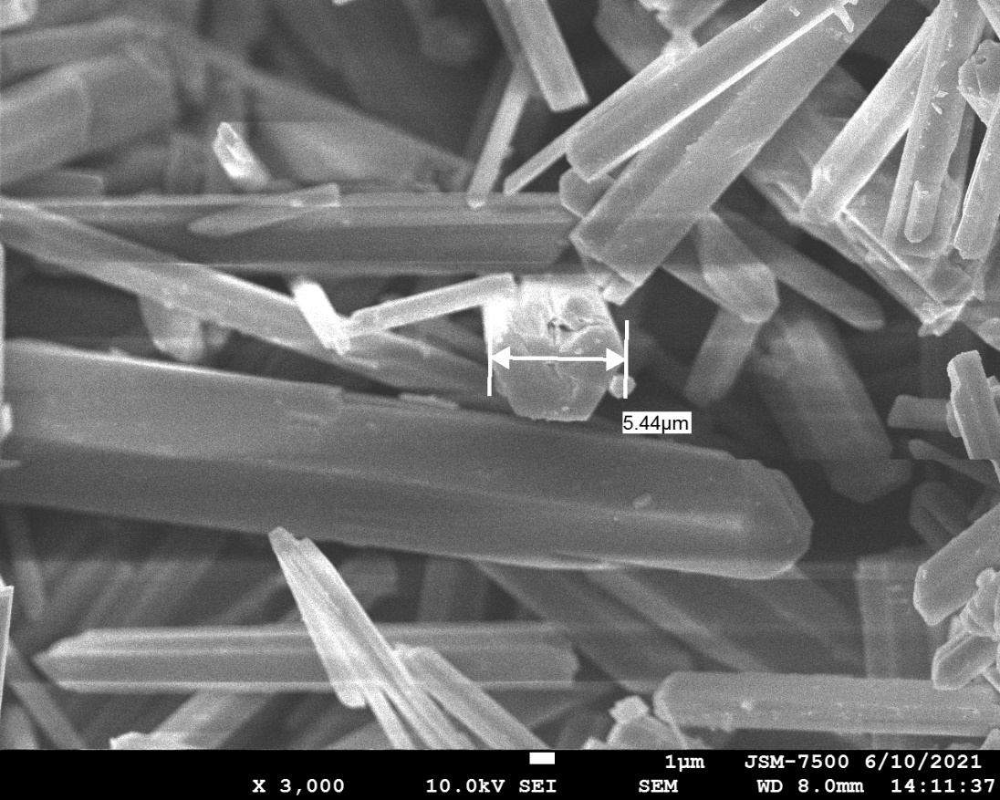 5.44µm
1µm JSM-7500 6/10/2021
X 3,000 10.0kV SEI SEM WD 8.0mm 14:11:37